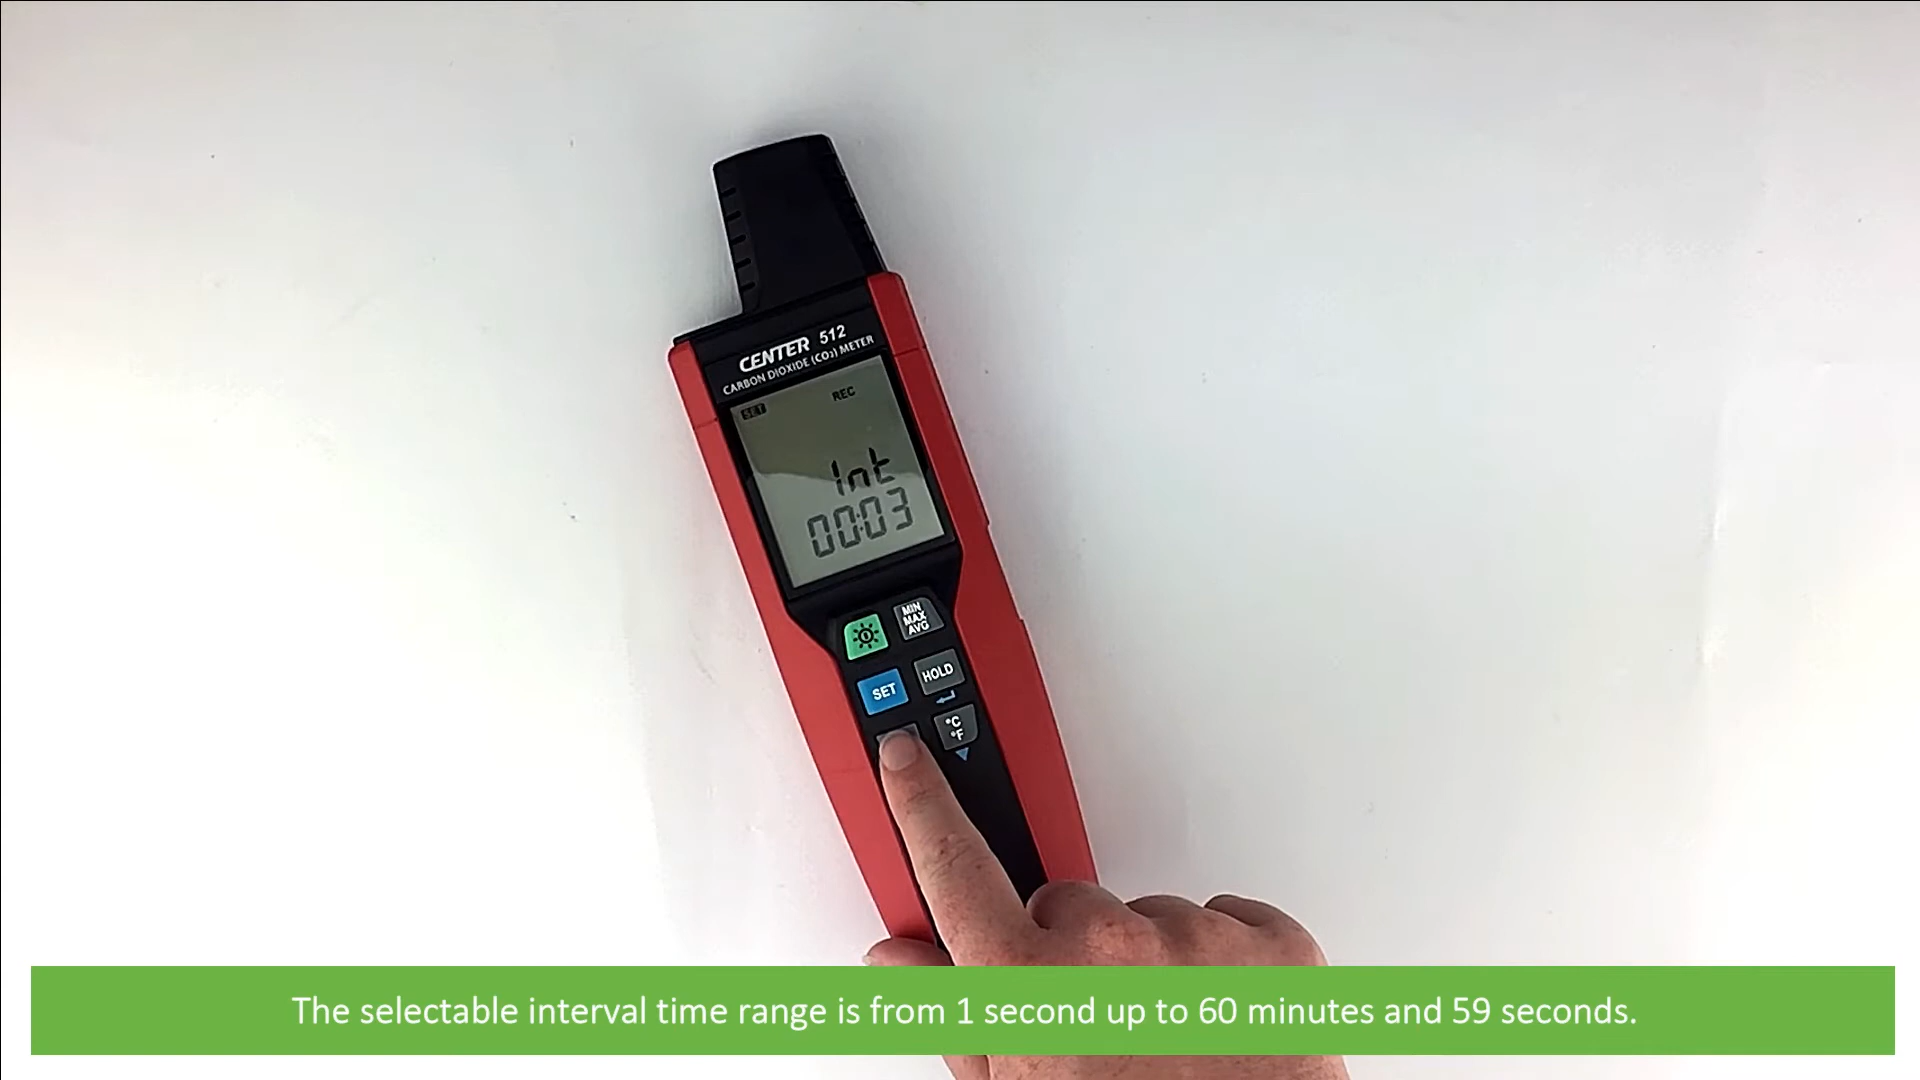 CENTER 512
CARBON DIOXIDE (CO₂) METER
SET REC
Int
00:03
MIN
MAX
AVG
SET
HOLD
°C
°F
The selectable interval time range is from 1 second up to 60 minutes and 59 seconds.